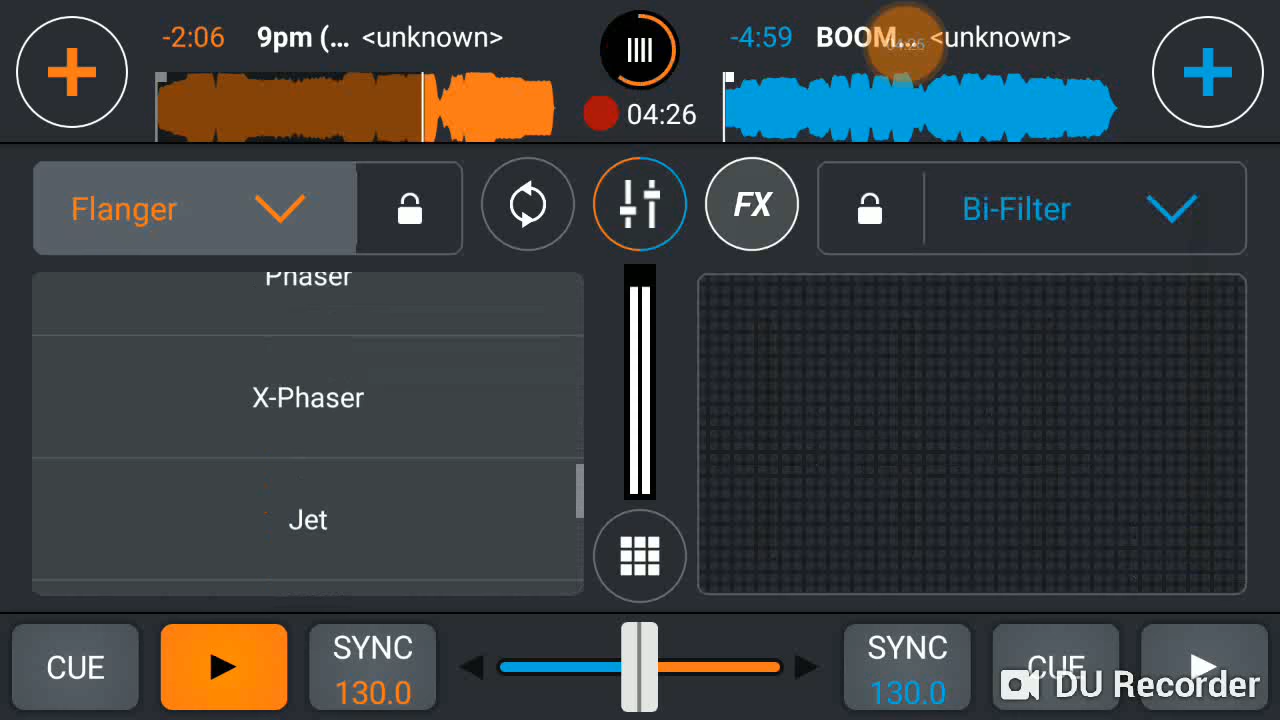 -2:06 9pm (... <unknown>
-4:59 BOOM... <unknown>
04:26
Flanger
FX
Bi-Filter
Phaser
X-Phaser
Jet
CUE
SYNC
130.0
SYNC
130.0
CUE
DU Recorder